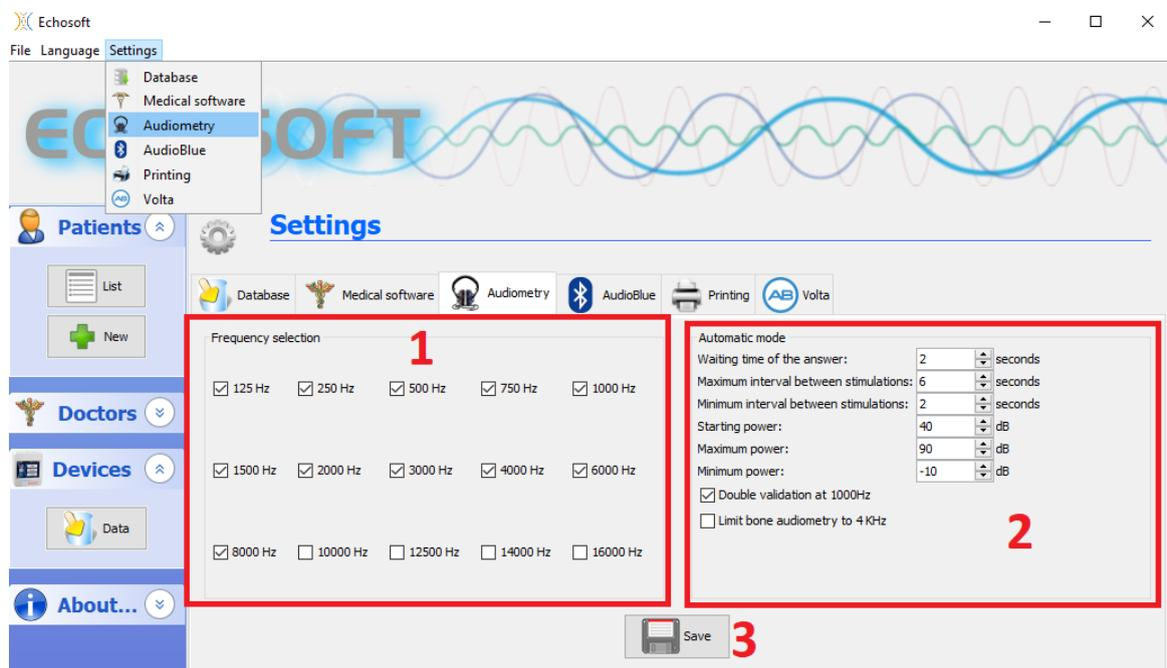 Echosoft
File Language Settings
Database
Medical software
Audiometry
AudioBlue
Printing
Volta
Patients
List
New
Doctors
Devices
Data
About...
Settings
Database Medical software Audiometry AudioBlue Printing AB Volta
Frequency selection
1
125 Hz 250 Hz 500 Hz 750 Hz 1000 Hz
1500 Hz 2000 Hz 3000 Hz 4000 Hz 6000 Hz
8000 Hz 10000 Hz 12500 Hz 14000 Hz 16000 Hz
Automatic mode
Waiting time of the answer: 2 seconds
Maximum interval between stimulations: 6 seconds
Minimum interval between stimulations: 2 seconds
Starting power: 40 dB
Maximum power: 90 dB
Minimum power: -10 dB
Double validation at 1000Hz
Limit bone audiometry to 4 KHz
2
Save
3